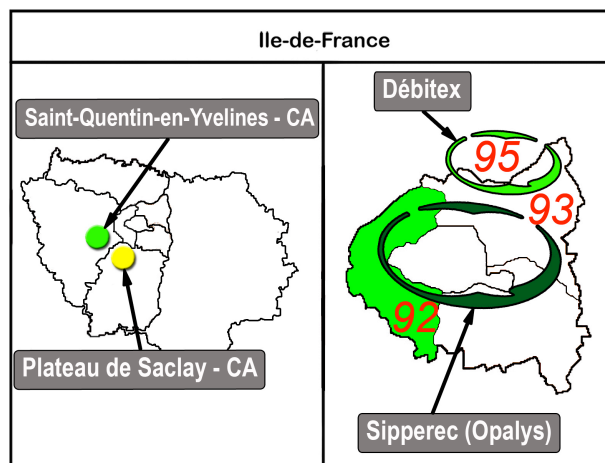 Ile-de-France
Saint-Quentin-en-Yvelines - CA
Plateau de Saclay - CA
Débitex
95
93
92
Sipperec (Opalys)